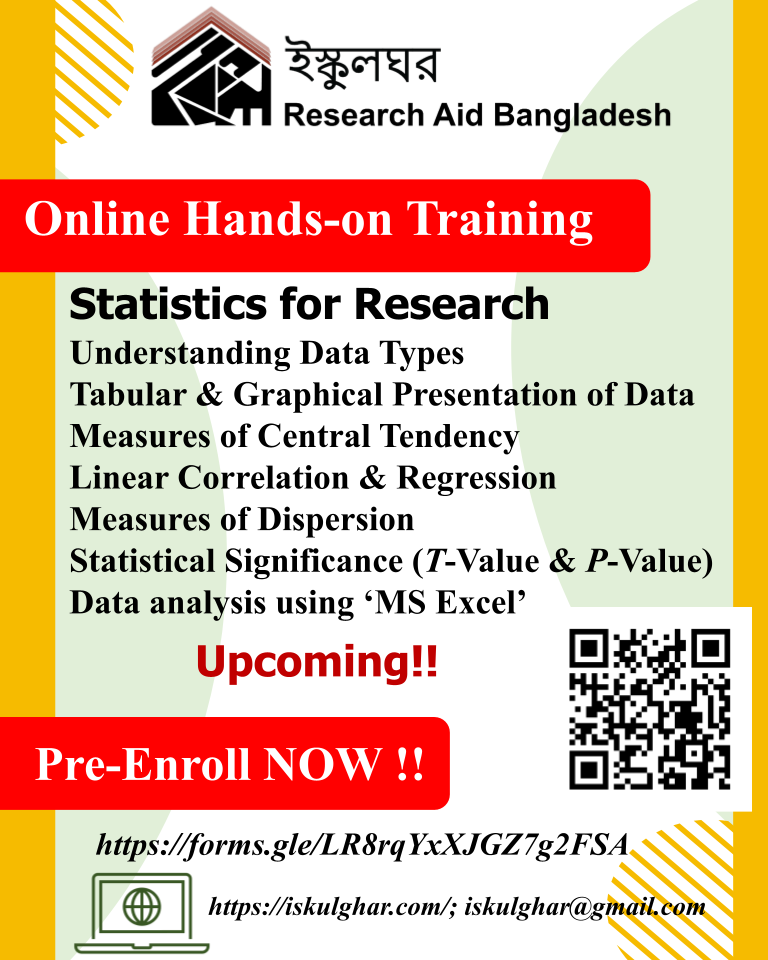 ইস্কুলঘর
Research Aid Bangladesh
Online Hands-on Training
Statistics for Research
Understanding Data Types
Tabular & Graphical Presentation of Data
Measures of Central Tendency
Linear Correlation & Regression
Measures of Dispersion
Statistical Significance (T-Value & P-Value)
Data analysis using ‘MS Excel’
Upcoming!!
Pre-Enroll NOW !!
https://forms.gle/LR8rqYxXJGZ7g2FSA
https://iskulghar.com/; iskulghar@gmail.com